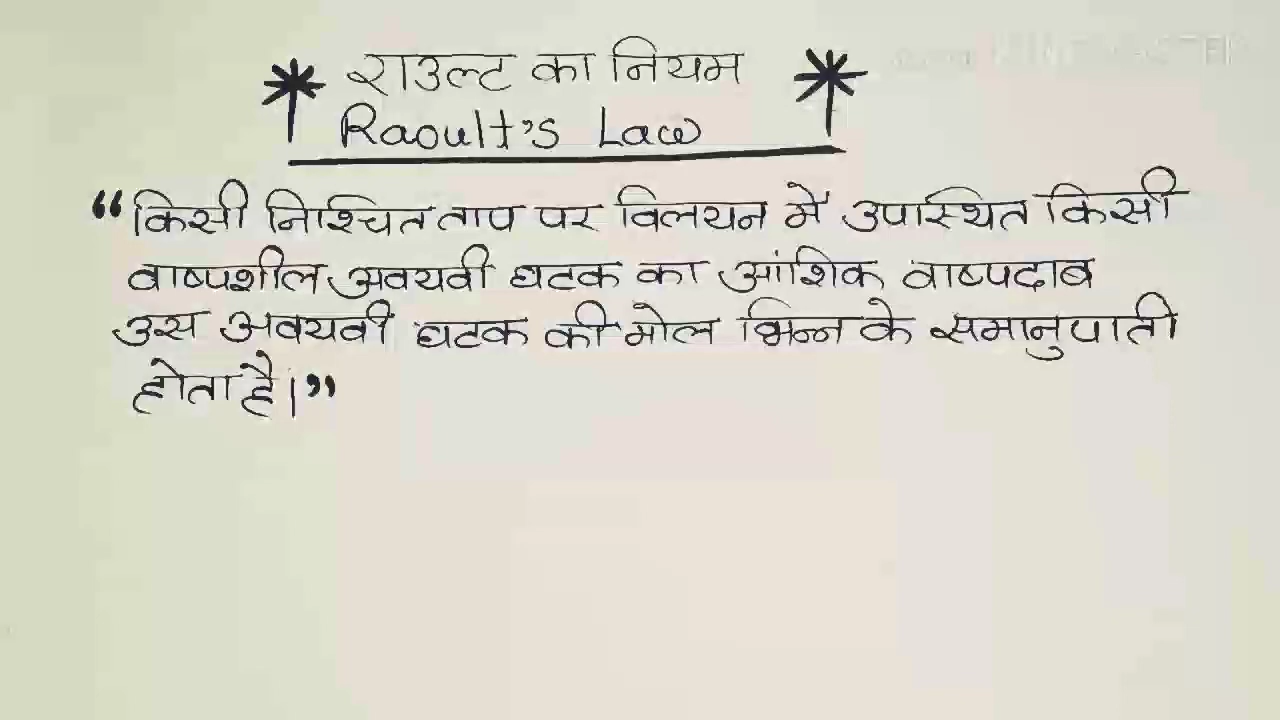 राउल्ट का नियम
Raoult's Law
“किसी निश्चित ताप पर विलयन में उपस्थित किसी
वाष्पशील अवयवी घटक का आंशिक वाष्पदाब
उस अवयवी घटक की मोल भिन्न के समानुपाती
होता है।”